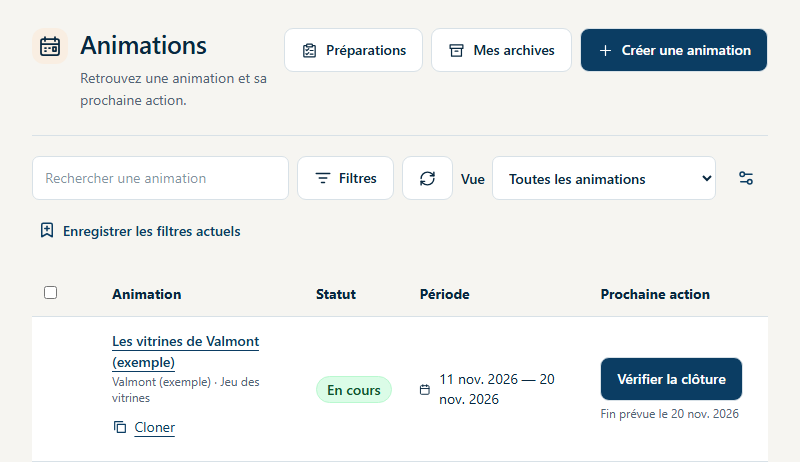 Animations
Retrouvez une animation et sa
prochaine action.
Préparations
Mes archives
Créer une animation
Rechercher une animation
Filtres
Vue
Toutes les animations
Enregistrer les filtres actuels
Animation
Statut
Période
Prochaine action
Les vitrines de Valmont
(exemple)
Valmont (exemple) · Jeu des
vitrines
Cloner
En cours
11 nov. 2026 — 20
nov. 2026
Vérifier la clôture
Fin prévue le 20 nov. 2026